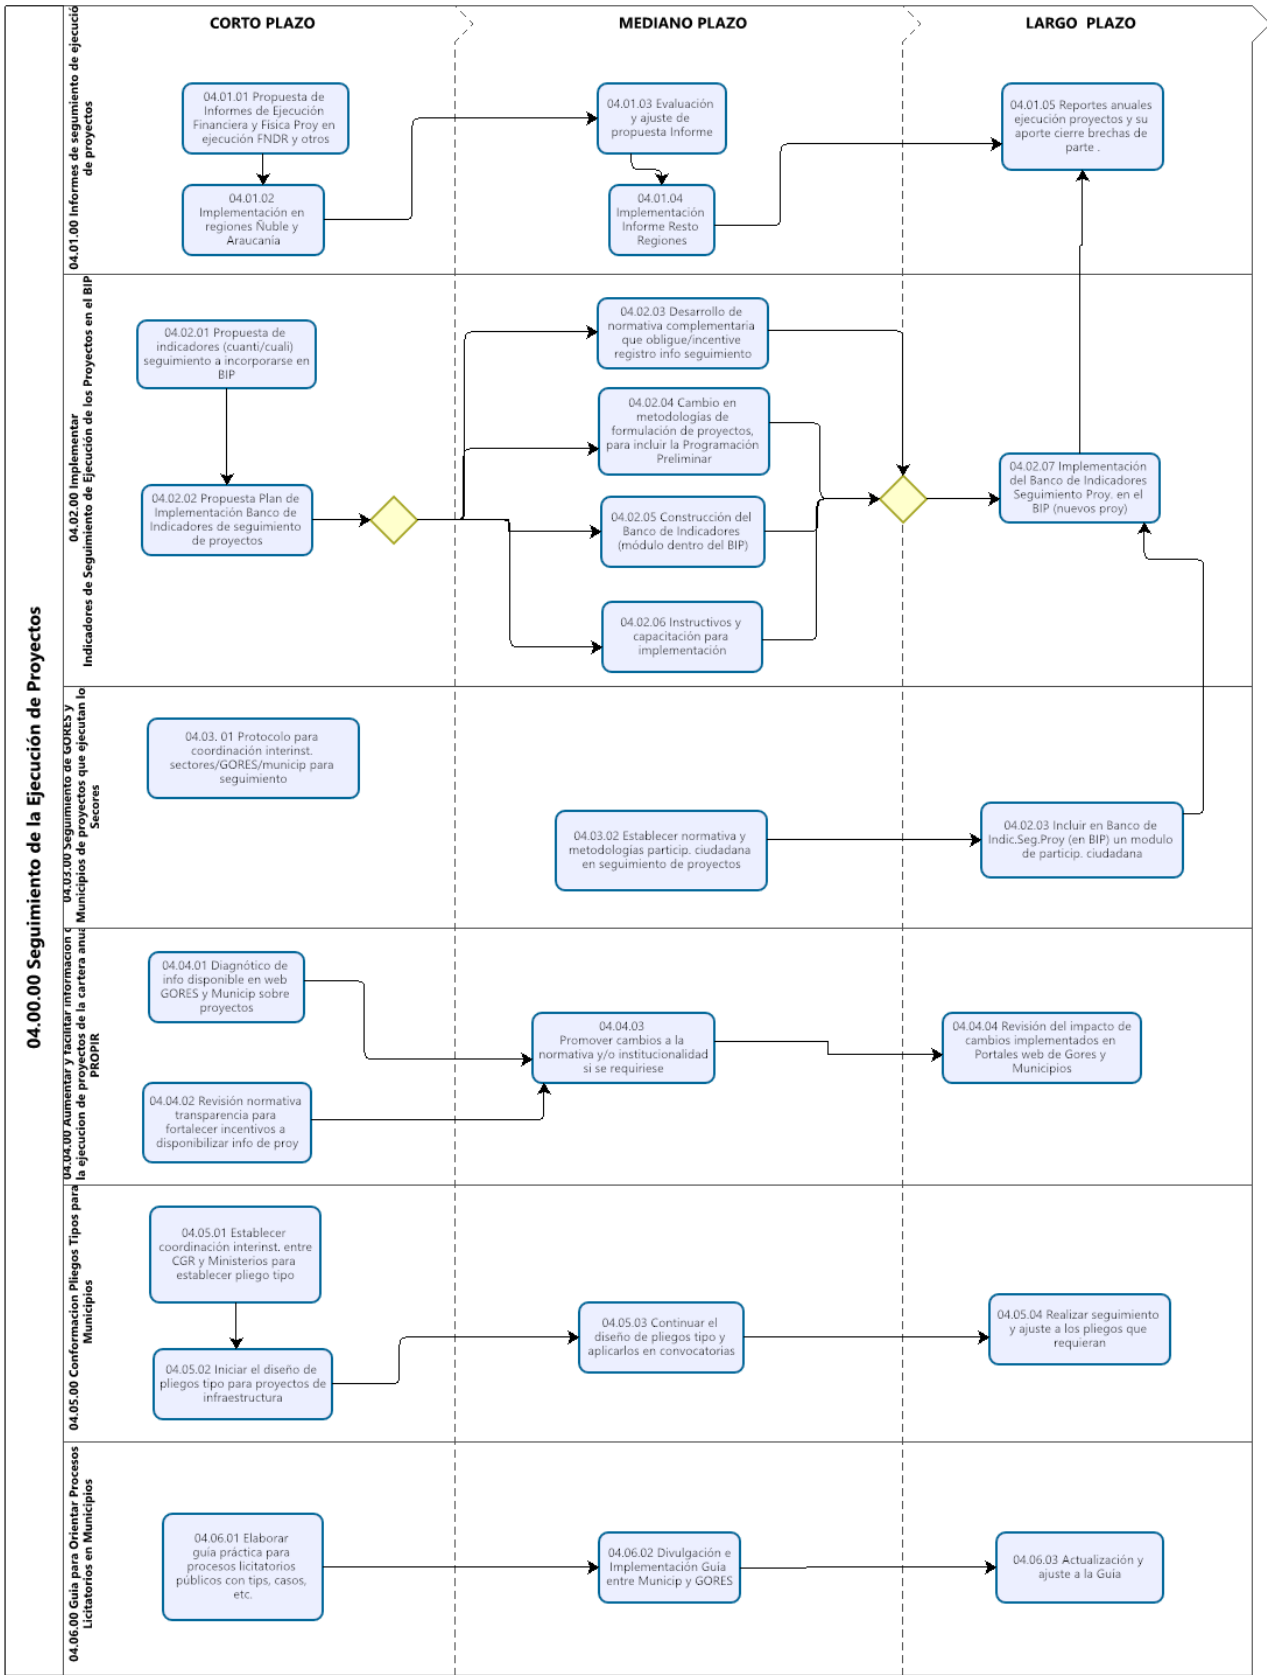 CORTO PLAZO
MEDIANO PLAZO
LARGO PLAZO
04.00.00 Seguimiento de la Ejecución de Proyectos
04.01.00 Informes de segumiento de ejecució
de proyectos
04.01.01 Propuesta de
Informes de Ejecución
Financiera y Fisica Proy en
ejecución FNDR y otros
04.01.02
Implementación en
regiones Ñuble y
Araucanía
04.01.03 Evaluación
y ajuste de
propuesta Informe
04.01.04
Implementación
Informe Resto
Regiones
04.01.05 Reportes anuales
ejecución proyectos y su
aporte cierre brechas de
parte .
04.02.00 Implementar
Indicadores de Seguimiento de Ejecución de los Proyectos en el BIP
04.02.01 Propuesta de
indicadores (cuanti/cuali)
seguimiento a incorporarse en
BIP
04.02.02 Propuesta Plan de
Implementación Banco de
Indicadores de seguimiento
de proyectos
04.02.03 Desarrollo de
normativa complementaria
que obligue/incentive
registro info seguimiento
04.02.04 Cambio en
metodologías de
formulación de proyectos,
para incluir la Programación
Preliminar
04.02.05 Construcción del
Banco de Indicadores
(módulo dentro del BIP)
04.02.06 Instructivos y
capacitación para
implementación
04.02.07 Implementación
del Banco de Indicadores
Seguimiento Proy. en el
BIP (nuevos proy)
04.03.00 Seguimiento de GORES y
Municipios de proyectos que ejecutan lo
Secores
04.03. 01 Protocolo para
coordinación interinst.
sectores/GORES/municip para
seguimiento
04.03.02 Establecer normativa y
metodologías particip. ciudadana
en seguimiento de proyectos
04.02.03 Incluir en Banco de
Indic.Seg.Proy (en BIP) un modulo
de particip. ciudadana
04.04.00 Aumentar y facilitar informacion
la ejecucion de proyectos de la cartera anua
PROPIR
04.04.01 Diagnótico de
info disponible en web
GORES y Municip sobre
proyectos
04.04.02 Revisión normativa
transparencia para
fortalecer incentivos a
disponibilizar info de proy
04.04.03
Promover cambios a la
normativa y/o institucionalidad
si se requiriese
04.04.04 Revisión del impacto de
cambios implementados en
Portales web de Gores y
Municipios
04.05.00 Conformacion Pliegos Tipos para
Municipios
04.05.01 Establecer
coordinación interinst. entre
CGR y Ministerios para
establecer pliego tipo
04.05.02 Iniciar el diseño de
pliegos tipo para proyectos de
infraestructura
04.05.03 Continuar el
diseño de pliegos tipo y
aplicarlos en convocatorias
04.05.04 Realizar seguimiento
y ajuste a los pliegos que
requieran
04.06.00 Guia para Orientar Procesos
Licitatorios en Municipios
04.06.01 Elaborar
guía práctica para
procesos licitatorios
públicos con tips, casos,
etc.
04.06.02 Divulgación e
Implementación Guía
entre Municip y GORES
04.06.03 Actualización y
ajuste a la Guia